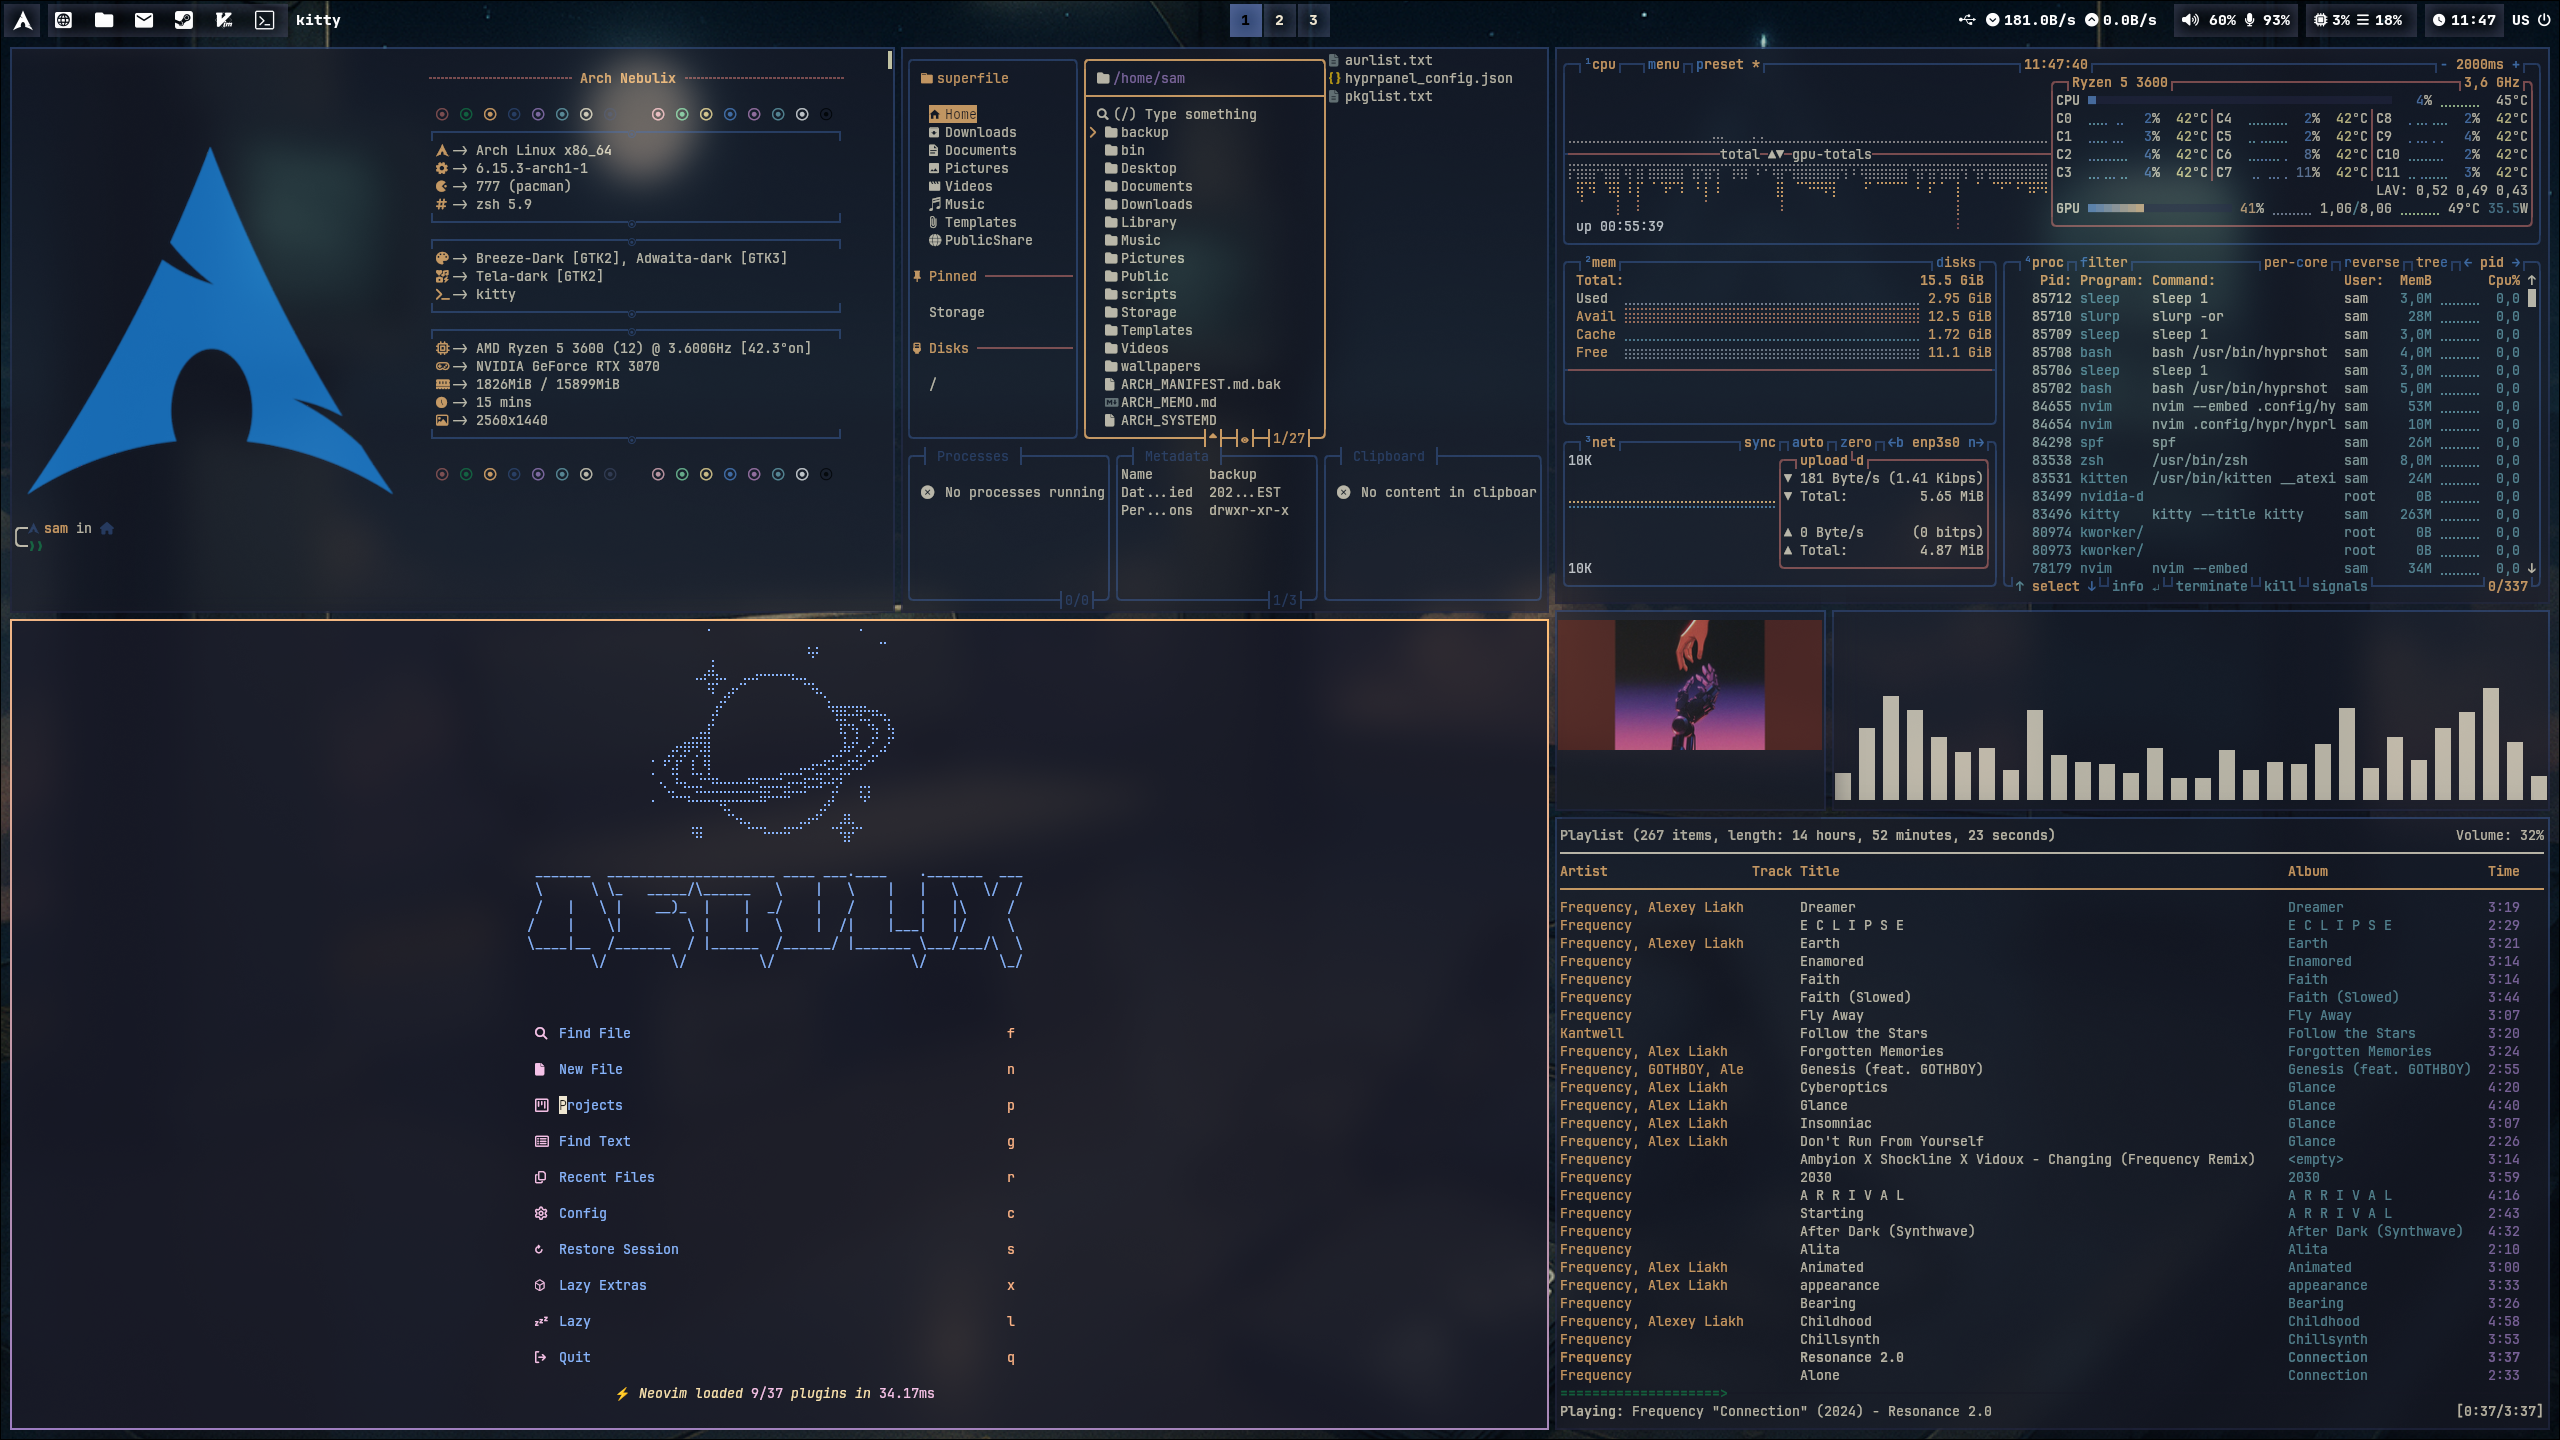 kitty
1 2 3
181.0B/s 0.0B/s 60% 93% 3% 18% 11:47 US
Arch Nebulix
Arch Linux x86_64
6.15.3-arch1-1
777 (pacman)
zsh 5.9
Breeze-Dark [GTK2], Adwaita-dark [GTK3]
Tela-dark [GTK2]
kitty
AMD Ryzen 5 3600 (12) @ 3.600GHz [42.3°on]
NVIDIA GeForce RTX 3070
1826MiB / 15899MiB
15 mins
2560x1440
sam in
superfile
Home
Downloads
Documents
Pictures
Videos
Music
Templates
PublicShare
Pinned
Storage
Disks
/
/home/sam
(/) Type something
backup
bin
Desktop
Documents
Downloads
Library
Music
Pictures
Public
scripts
Storage
Templates
Videos
wallpapers
ARCH_MANIFEST.md.bak
ARCH_MEMO.md
ARCH_SYSTEMD
1/27
aurlist.txt
hyprpanel_config.json
pkglist.txt
Processes
No processes running
0/0
Metadata
Name backup
Dat...ied 202...EST
Per...ons drwxr-xr-x
1/3
Clipboard
No content in clipboar
¹cpu menu preset * 11:47:40 - 2000ms +
Ryzen 5 3600 3,6 GHz
CPU 4% 45°C
C0 2% 42°C C4 2% 42°C C8 2% 42°C
C1 3% 42°C C5 2% 42°C C9 4% 42°C
C2 4% 42°C C6 8% 42°C C10 2% 42°C
C3 4% 42°C C7 11% 42°C C11 3% 42°C
LAV: 0,52 0,49 0,43
GPU 41% 1,0G/8,0G 49°C 35.5W
total ▲▼ gpu-totals
up 00:55:39
²mem disks
Total: 15.5 GiB
Used 2.95 GiB
Avail 12.5 GiB
Cache 1.72 GiB
Free 11.1 GiB
³net sync auto zero ←b enp3s0 n→
10K
upload d
▼ 181 Byte/s (1.41 Kibps)
▼ Total: 5.65 MiB
▲ 0 Byte/s (0 bitps)
▲ Total: 4.87 MiB
10K
⁴proc filter per-core reverse tree ← pid →
Pid: Program: Command: User: MemB Cpu% ↑
85712 sleep sleep 1 sam 3,0M 0,0
85710 slurp slurp -or sam 28M 0,0
85709 sleep sleep 1 sam 3,0M 0,0
85708 bash bash /usr/bin/hyprshot sam 4,0M 0,0
85706 sleep sleep 1 sam 3,0M 0,0
85702 bash bash /usr/bin/hyprshot sam 5,0M 0,0
84655 nvim nvim --embed .config/hy sam 53M 0,0
84654 nvim nvim .config/hypr/hyprl sam 10M 0,0
84298 spf spf sam 26M 0,0
83538 zsh /usr/bin/zsh sam 8,0M 0,0
83531 kitten /usr/bin/kitten __atexi sam 24M 0,0
83499 nvidia-d root 0B 0,0
83496 kitty kitty --title kitty sam 263M 0,0
80974 kworker/ root 0B 0,0
80973 kworker/ root 0B 0,0
78179 nvim nvim --embed sam 34M 0,0 ↓
↑ select ↓ info ↵ terminate kill signals 0/337
Find File f
New File n
Projects p
Find Text g
Recent Files r
Config c
Restore Session s
Lazy Extras x
Lazy l
Quit q
⚡ Neovim loaded 9/37 plugins in 34.17ms
Playlist (267 items, length: 14 hours, 52 minutes, 23 seconds) Volume: 32%
Artist Track Title Album Time
Frequency, Alexey Liakh Dreamer Dreamer 3:19
Frequency E C L I P S E E C L I P S E 2:29
Frequency, Alexey Liakh Earth Earth 3:21
Frequency Enamored Enamored 3:14
Frequency Faith Faith 3:14
Frequency Faith (Slowed) Faith (Slowed) 3:44
Frequency Fly Away Fly Away 3:07
Kantwell Follow the Stars Follow the Stars 3:20
Frequency, Alex Liakh Forgotten Memories Forgotten Memories 3:24
Frequency, GOTHBOY, Ale Genesis (feat. GOTHBOY) Genesis (feat. GOTHBOY) 2:55
Frequency, Alex Liakh Cyberoptics Glance 4:20
Frequency, Alex Liakh Glance Glance 4:40
Frequency, Alex Liakh Insomniac Glance 3:07
Frequency, Alex Liakh Don't Run From Yourself Glance 2:26
Frequency Ambyion X Shockline X Vidoux - Changing (Frequency Remix) <empty> 3:14
Frequency 2030 2030 3:59
Frequency A R R I V A L A R R I V A L 4:16
Frequency Starting A R R I V A L 2:43
Frequency After Dark (Synthwave) After Dark (Synthwave) 4:32
Frequency Alita Alita 2:10
Frequency, Alex Liakh Animated Animated 3:00
Frequency, Alex Liakh appearance appearance 3:33
Frequency Bearing Bearing 3:26
Frequency, Alexey Liakh Childhood Childhood 4:58
Frequency Chillsynth Chillsynth 3:53
Frequency Resonance 2.0 Connection 3:37
Frequency Alone Connection 2:33
====================>
Playing: Frequency "Connection" (2024) - Resonance 2.0 [0:37/3:37]